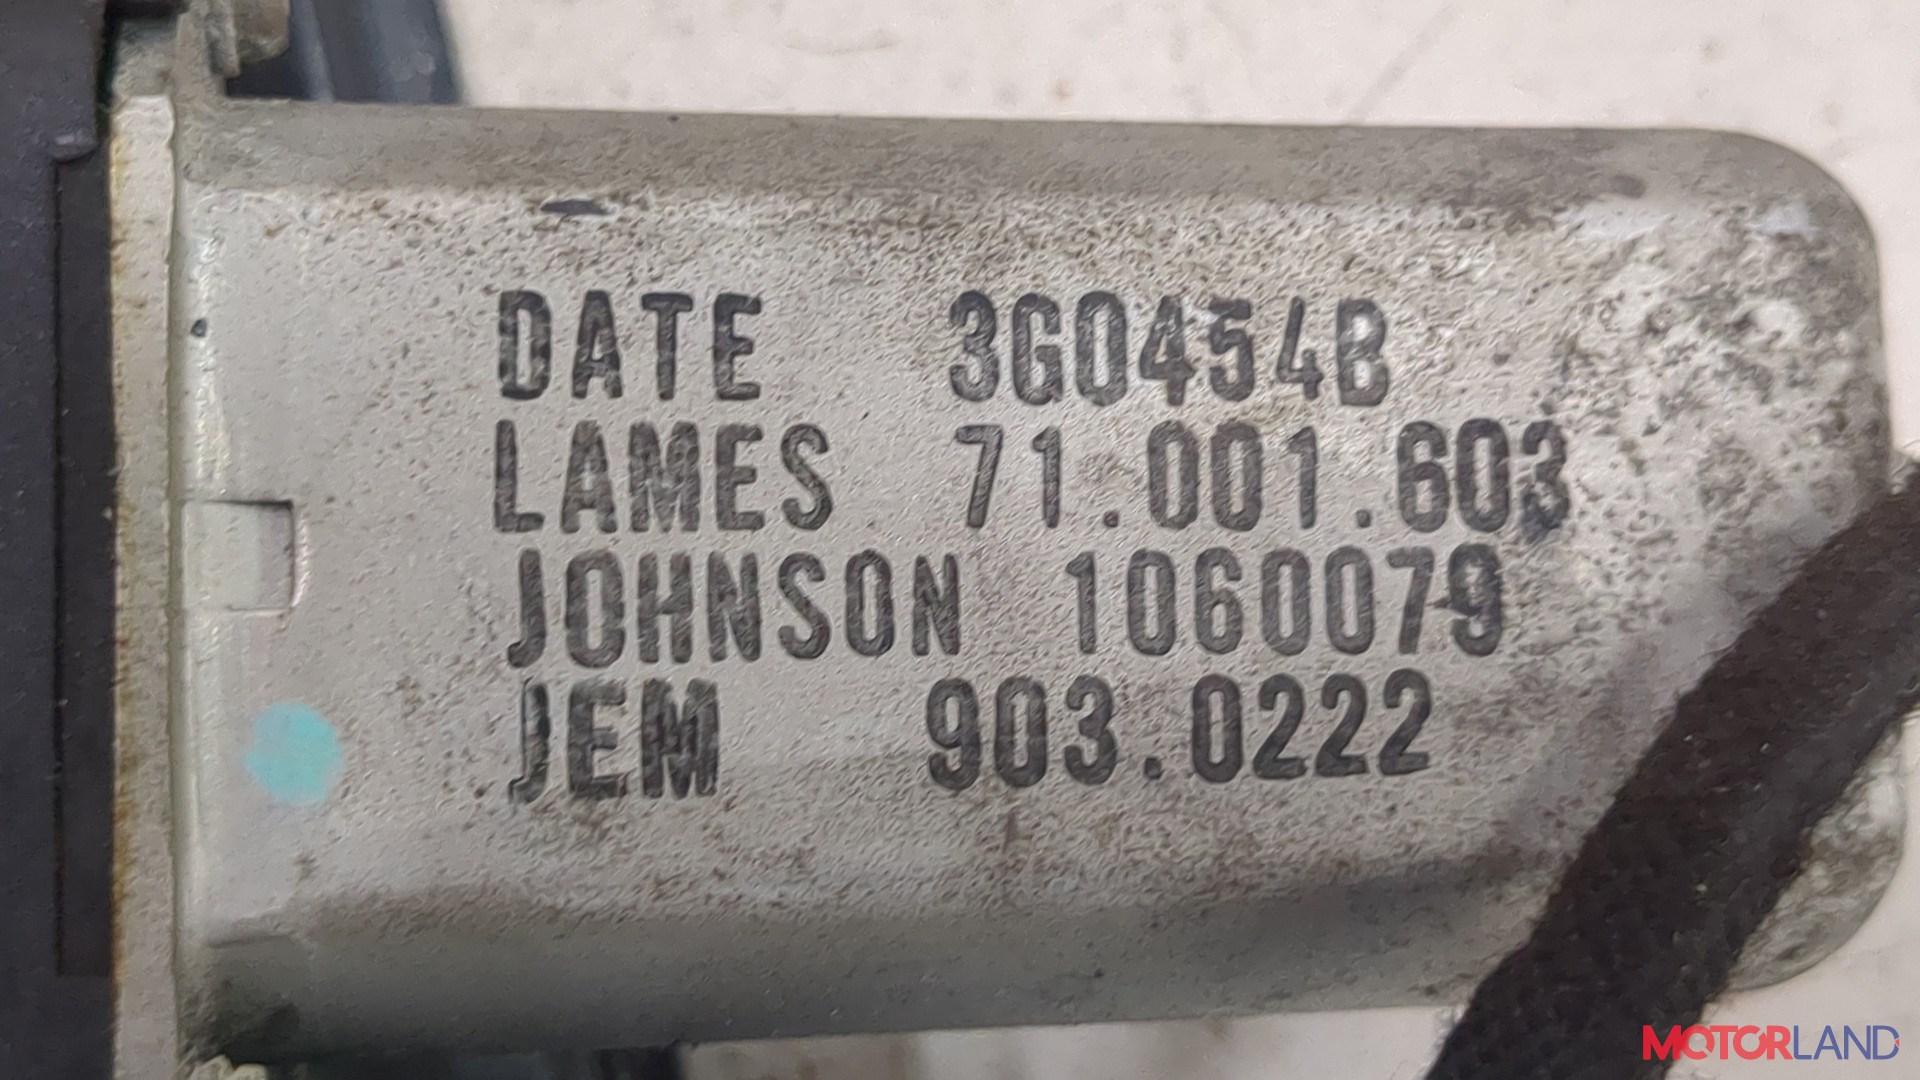 DATE 3G0454B
LAMES 71.001.603
JOHNSON 1060079
JEM 903.0222
MOTORLAND